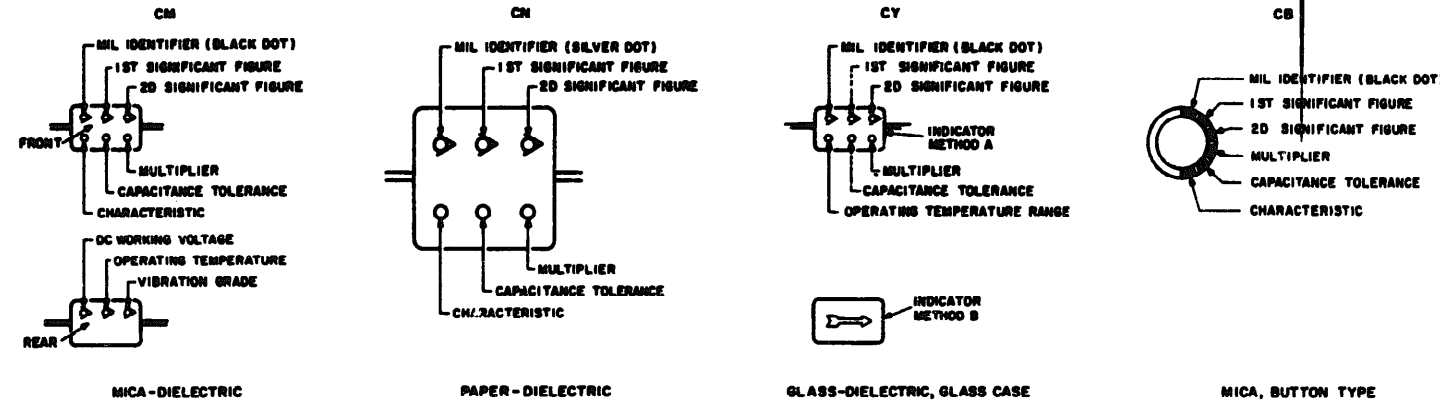 CM
MIL IDENTIFIER (BLACK DOT)
1ST SIGNIFICANT FIGURE
2D SIGNIFICANT FIGURE
FRONT
MULTIPLIER
CAPACITANCE TOLERANCE
CHARACTERISTIC
DC WORKING VOLTAGE
OPERATING TEMPERATURE
VIBRATION GRADE
REAR
MICA-DIELECTRIC
CN
MIL IDENTIFIER (SILVER DOT)
1ST SIGNIFICANT FIGURE
2D SIGNIFICANT FIGURE
MULTIPLIER
CAPACITANCE TOLERANCE
CHARACTERISTIC
PAPER-DIELECTRIC
CY
MIL IDENTIFIER (BLACK DOT)
1ST SIGNIFICANT FIGURE
2D SIGNIFICANT FIGURE
INDICATOR
METHOD A
MULTIPLIER
CAPACITANCE TOLERANCE
OPERATING TEMPERATURE RANGE
INDICATOR
METHOD B
GLASS-DIELECTRIC, GLASS CASE
CB
MIL IDENTIFIER (BLACK DOT
1ST SIGNIFICANT FIGURE
2D SIGNIFICANT FIGURE
MULTIPLIER
CAPACITANCE TOLERANCE
CHARACTERISTIC
MICA, BUTTON TYPE